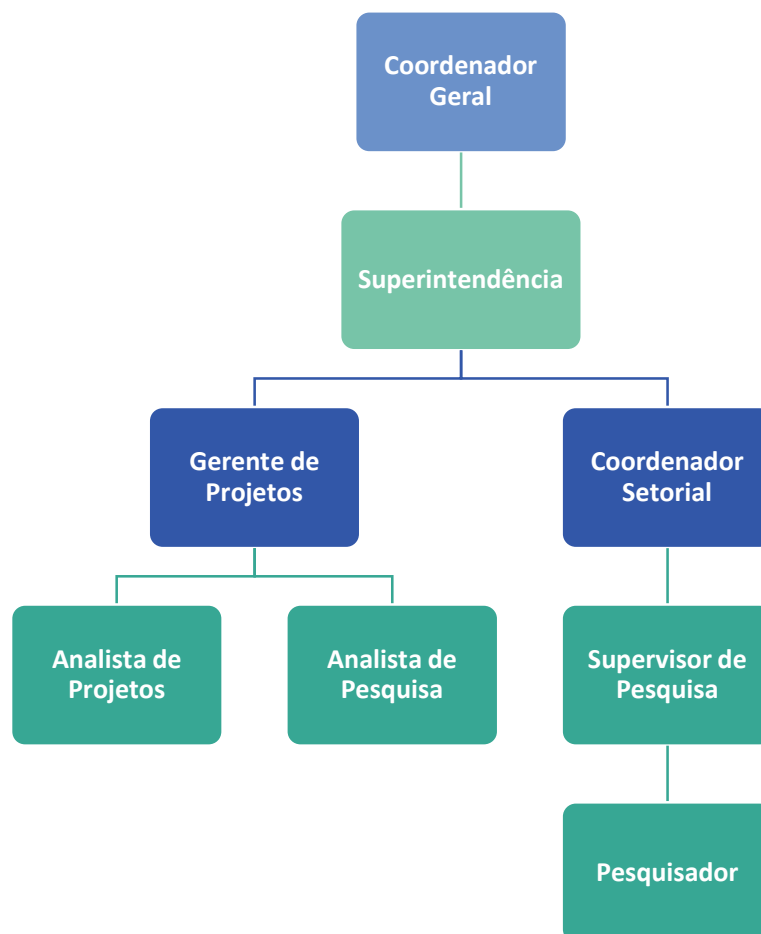 Coordenador
Geral
Superintendência
Gerente de
Projetos
Coordenador
Setorial
Analista de
Projetos
Analista de
Pesquisa
Supervisor de
Pesquisa
Pesquisador